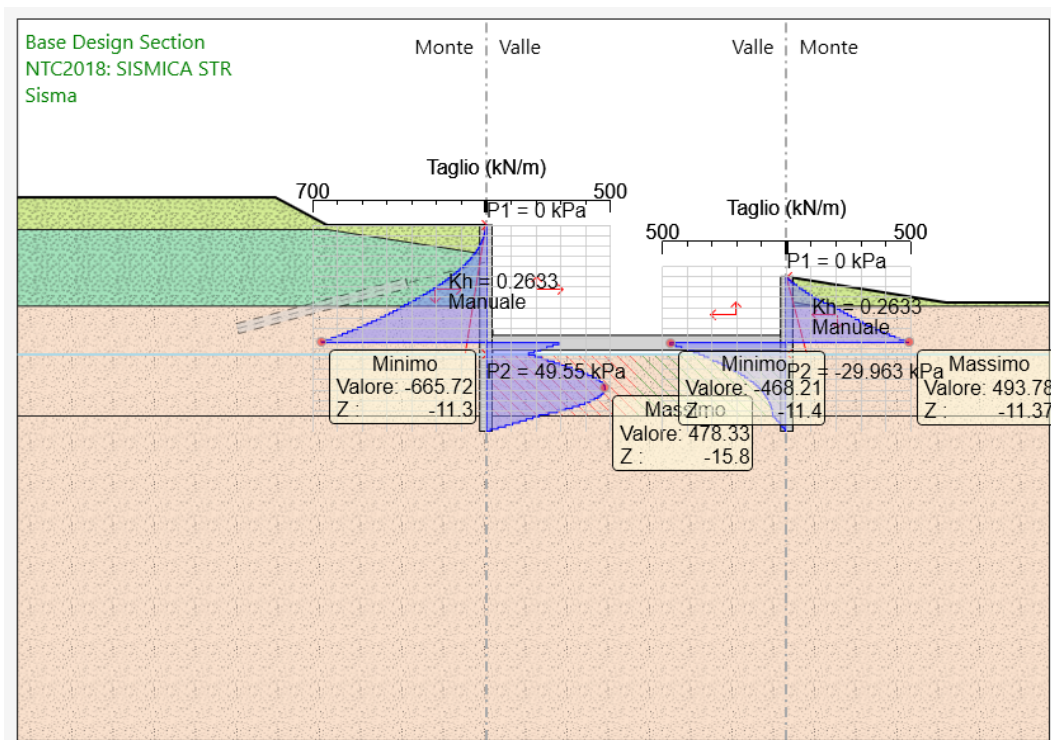 Base Design Section
NTC2018: SISMICA STR
Sisma
Monte
Valle
Valle
Monte
Taglio (kN/m)
700
500
P1 = 0 kPa
Taglio (kN/m)
500
500
P1 = 0 kPa
Kh = 0.2633
Manuale
Kh = 0.2633
Manuale
Minimo
Valore: -665.72
Z : -11.3
P2 = 49.55 kPa
Massimo
Valore: 478.33
Z : -15.8
Minimo
Valore: -468.21
Z : -11.4
P2 = -29.963 kPa
Massimo
Valore: 493.78
Z : -11.37